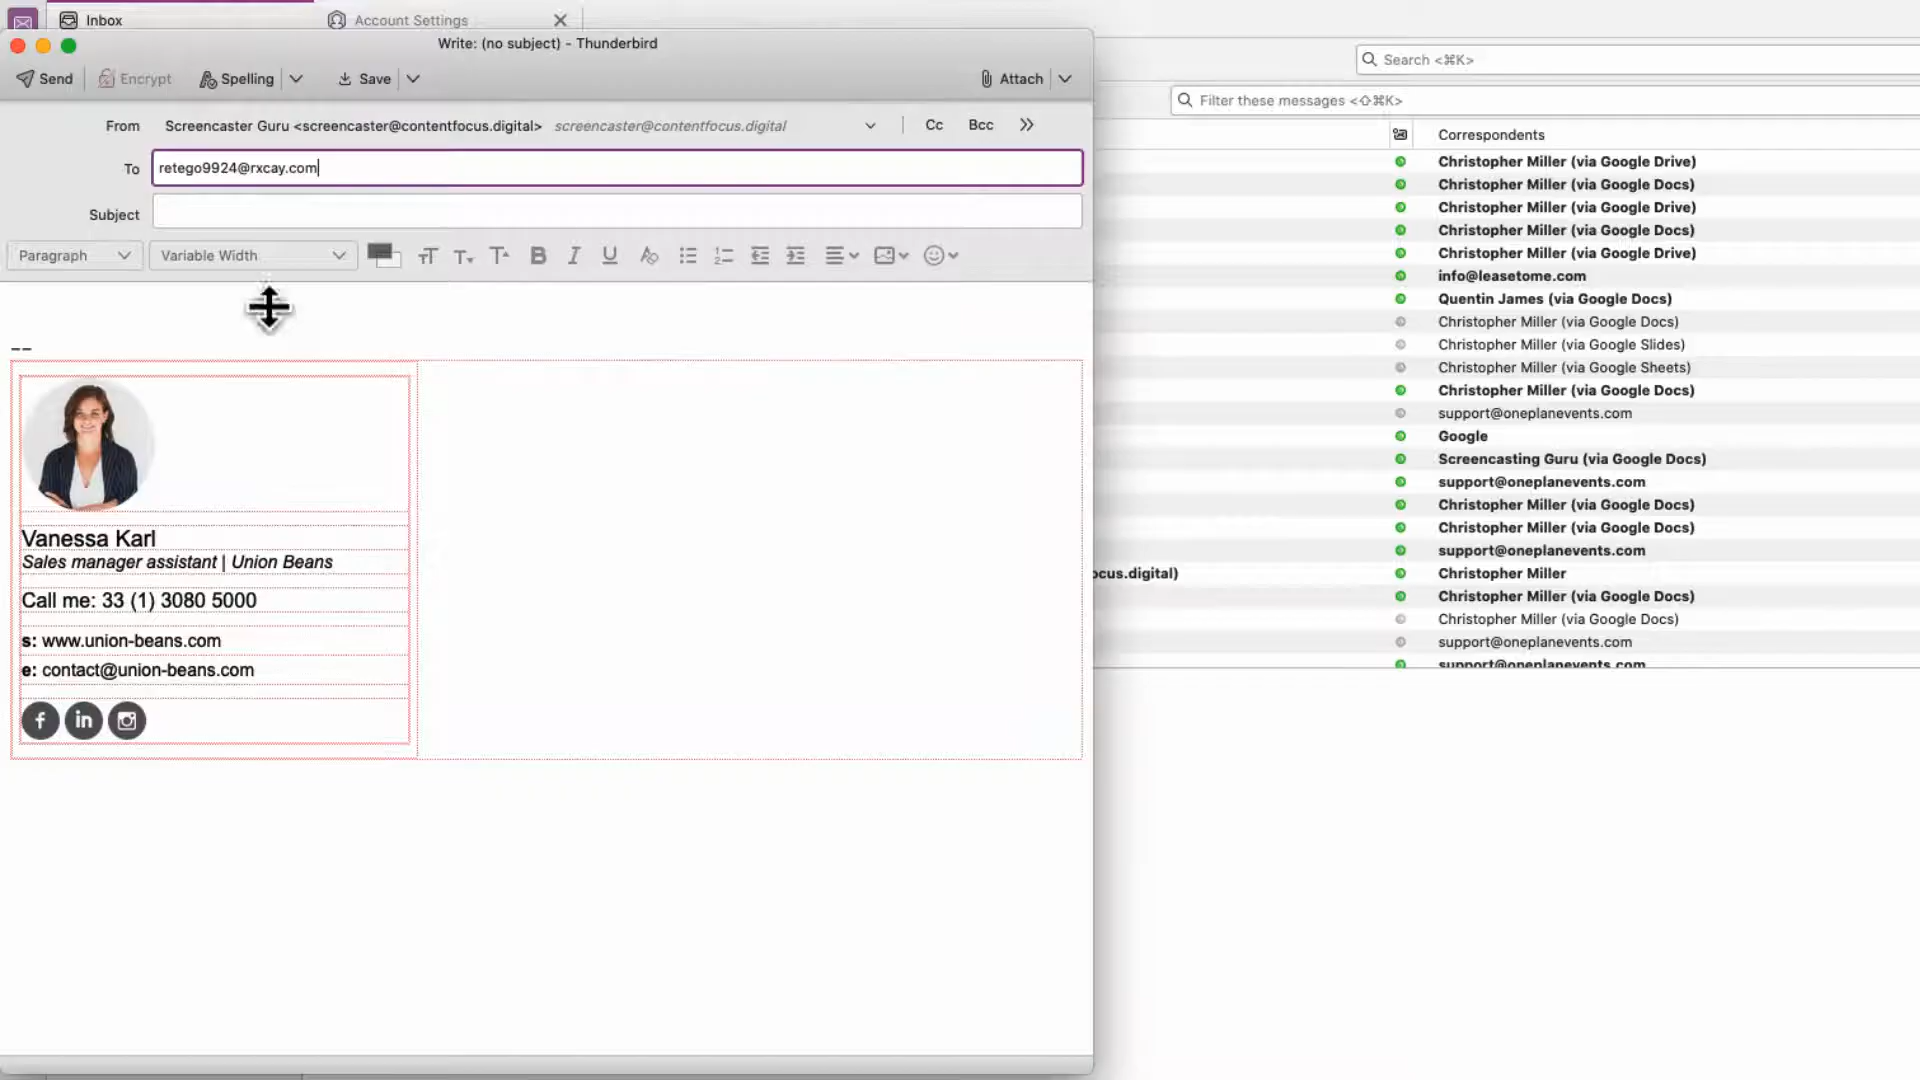 Inbox
Account Settings
Write: (no subject) - Thunderbird
Search <⌘K>
Send
Encrypt
Spelling
Save
Attach
Filter these messages <⇧⌘K>
From
Screencaster Guru <screencaster@contentfocus.digital> screencaster@contentfocus.digital
Cc
Bcc
To
retego9924@rxcay.com
Subject
Paragraph
Variable Width
--
Vanessa Karl
Sales manager assistant | Union Beans
Call me: 33 (1) 3080 5000
s: www.union-beans.com
e: contact@union-beans.com
f in
Correspondents
Christopher Miller (via Google Drive)
Christopher Miller (via Google Docs)
Christopher Miller (via Google Drive)
Christopher Miller (via Google Docs)
Christopher Miller (via Google Drive)
info@leasetome.com
Quentin James (via Google Docs)
Christopher Miller (via Google Docs)
Christopher Miller (via Google Slides)
Christopher Miller (via Google Sheets)
Christopher Miller (via Google Docs)
support@oneplanevents.com
Google
Screencasting Guru (via Google Docs)
support@oneplanevents.com
Christopher Miller (via Google Docs)
Christopher Miller (via Google Docs)
support@oneplanevents.com
ocus.digital) Christopher Miller
Christopher Miller (via Google Docs)
Christopher Miller (via Google Docs)
support@oneplanevents.com
support@oneplanevents.com